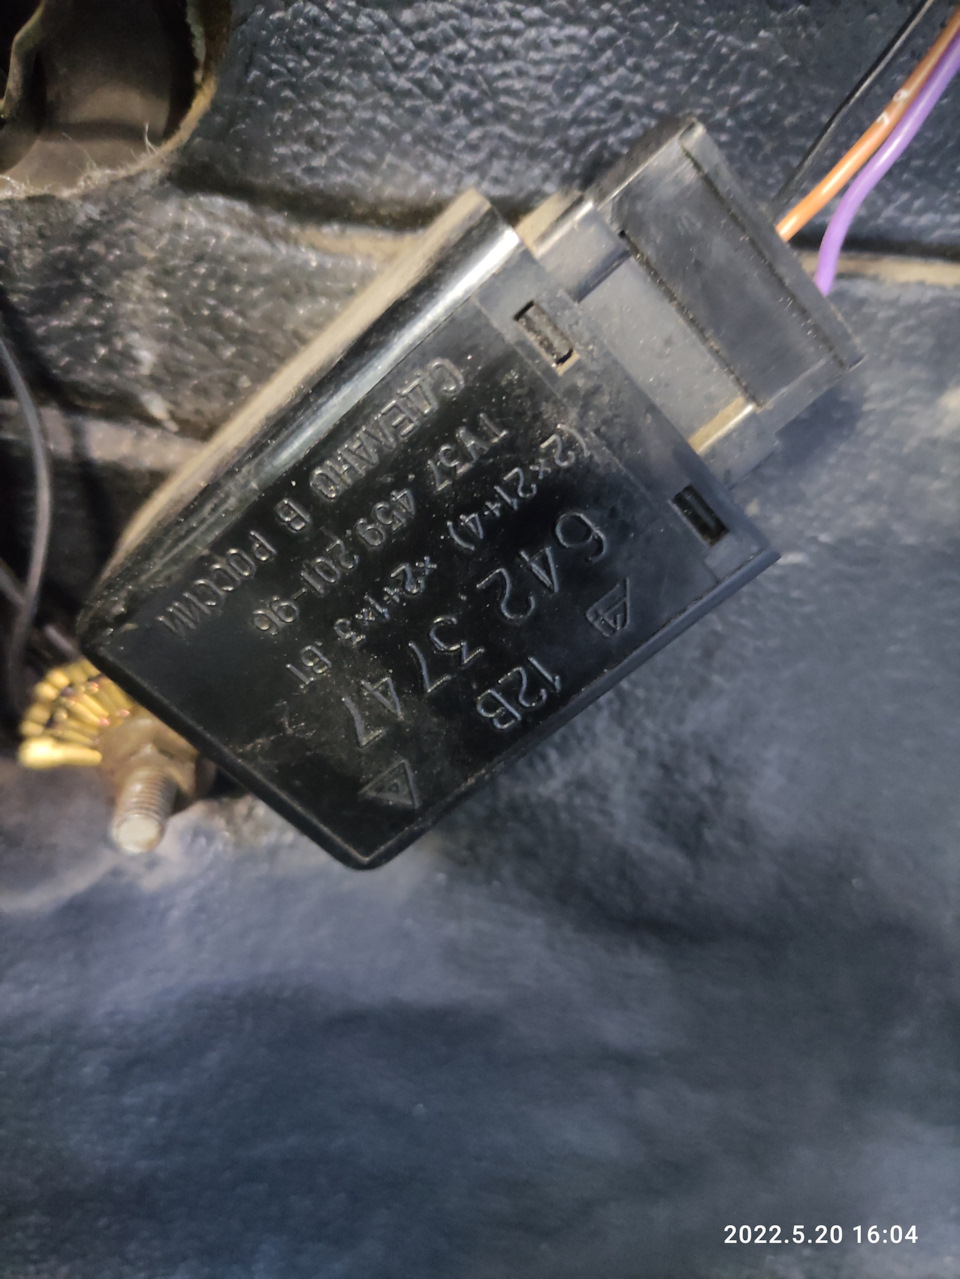 12В
642.3747
(2×21+4) ×2+1×3 ВТ
ТУ37.459.201-96
СДЕЛАНО В РОССИИ
2022.5.20 16:04